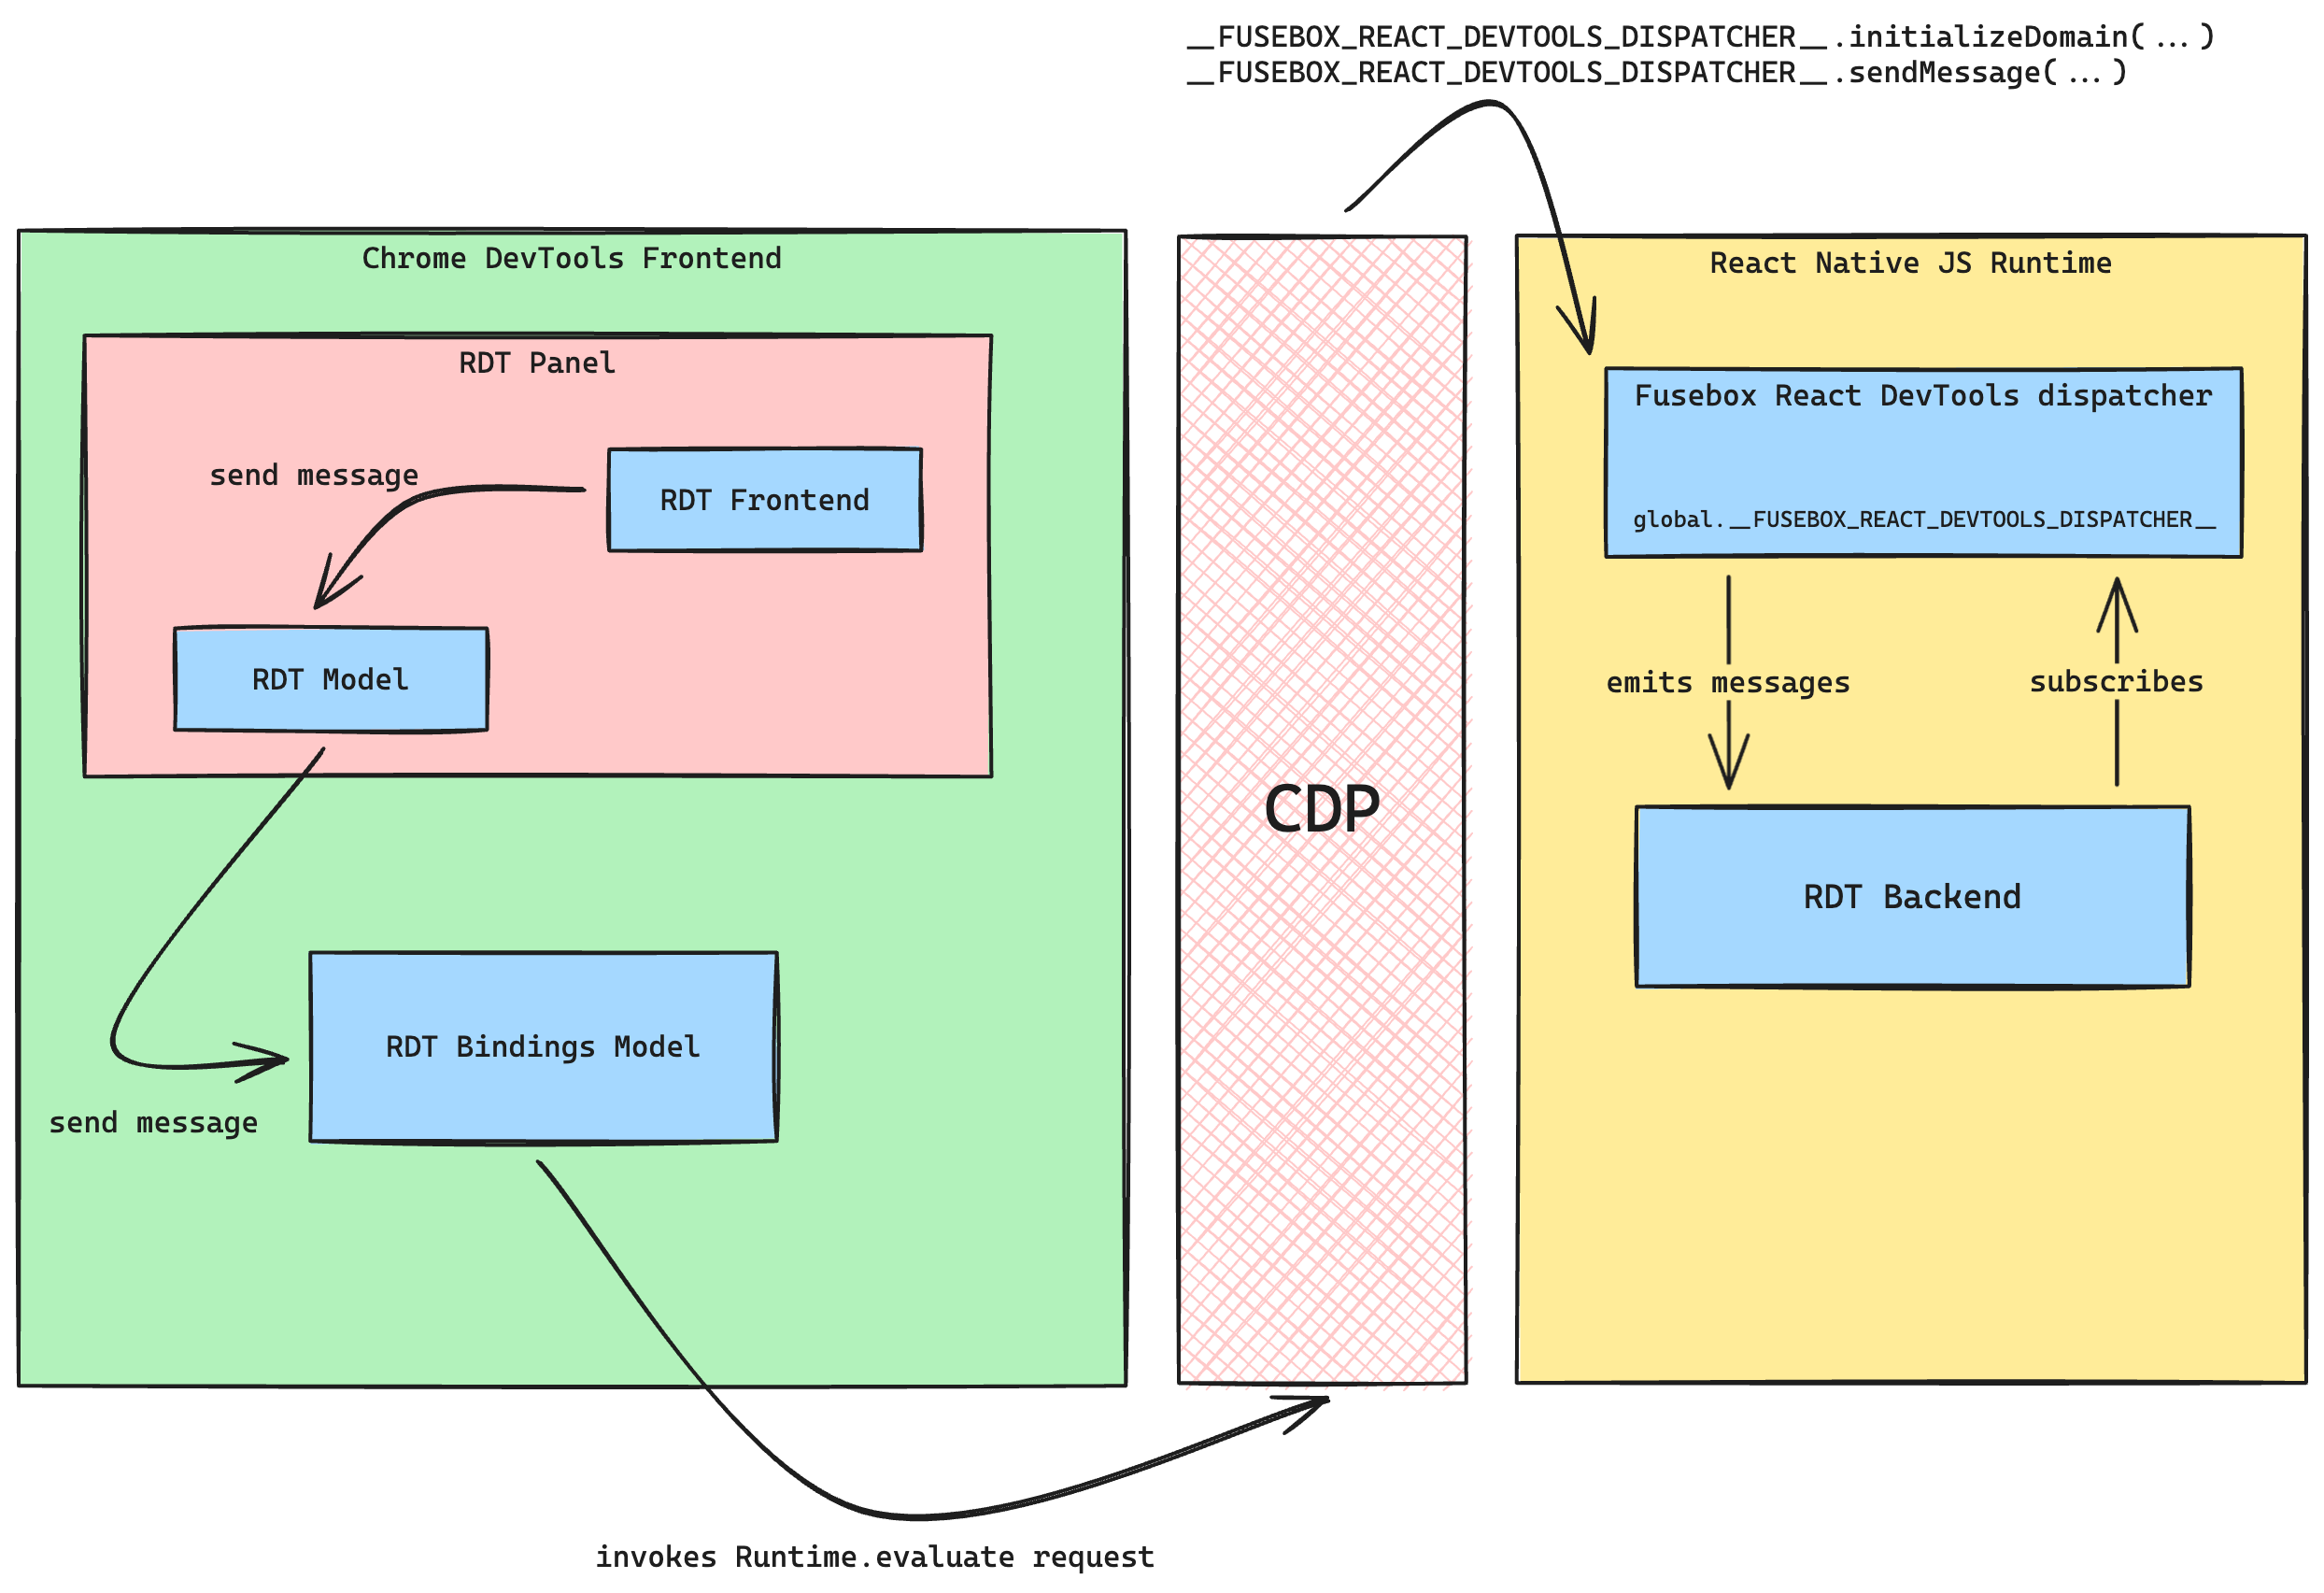 __FUSEBOX_REACT_DEVTOOLS_DISPATCHER__.initializeDomain(...)
__FUSEBOX_REACT_DEVTOOLS_DISPATCHER__.sendMessage(...)
Chrome DevTools Frontend
RDT Panel
send message
RDT Frontend
RDT Model
RDT Bindings Model
send message
invokes Runtime.evaluate request
CDP
React Native JS Runtime
Fusebox React DevTools dispatcher
global.__FUSEBOX_REACT_DEVTOOLS_DISPATCHER__
emits messages
subscribes
RDT Backend